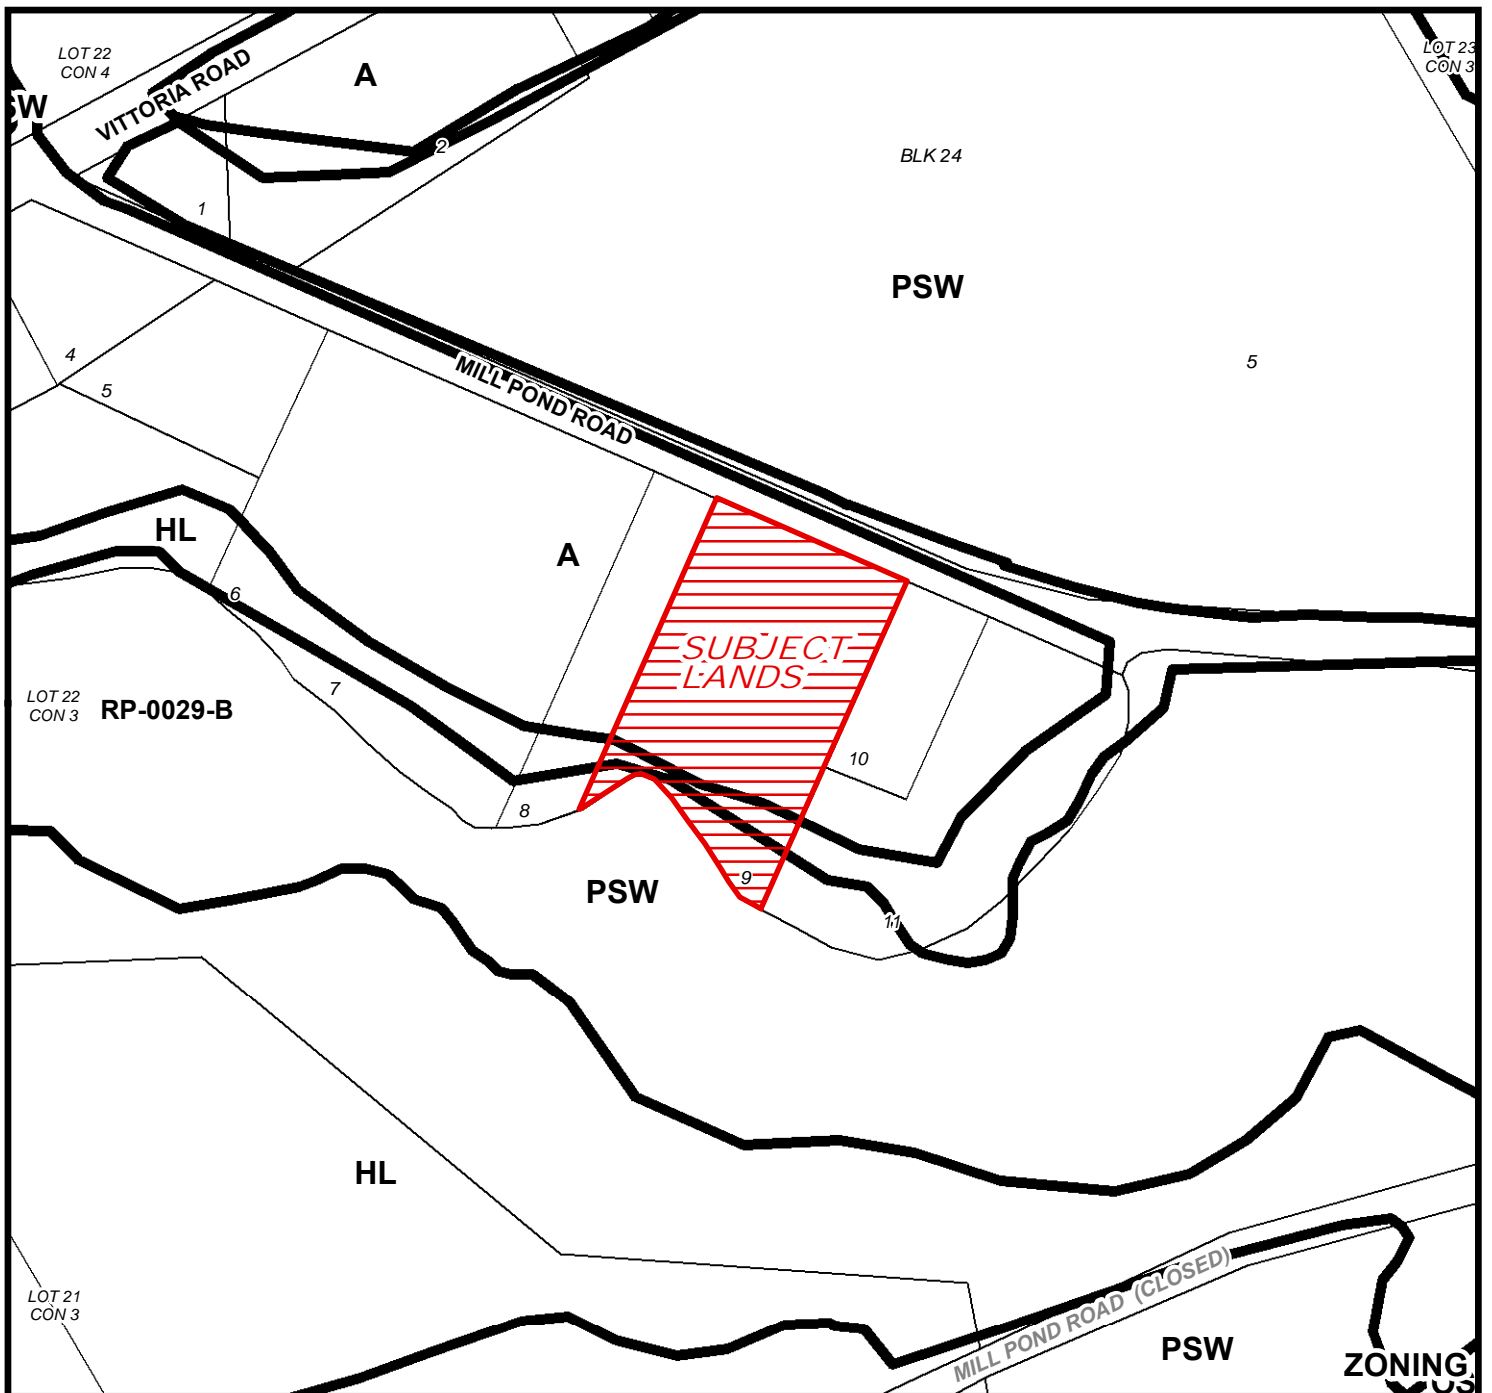 LOT 22
CON 4
VITTORIA ROAD
A
LOT 23
CON 3
SW
2
BLK 24
1
PSW
4
5
5
MILL POND ROAD
HL
A
6
SUBJECT
LANDS
7
LOT 22
CON 3
RP-0029-B
10
8
9
PSW
11
HL
LOT 21
CON 3
MILL POND ROAD (CLOSED)
PSW
ZONING
OS